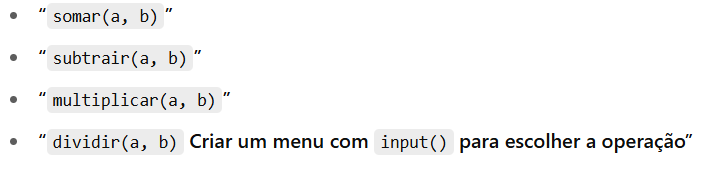 • “somar(a, b)”
• “subtrair(a, b)”
• “multiplicar(a, b)”
• “dividir(a, b) Criar um menu com input() para escolher a operação”